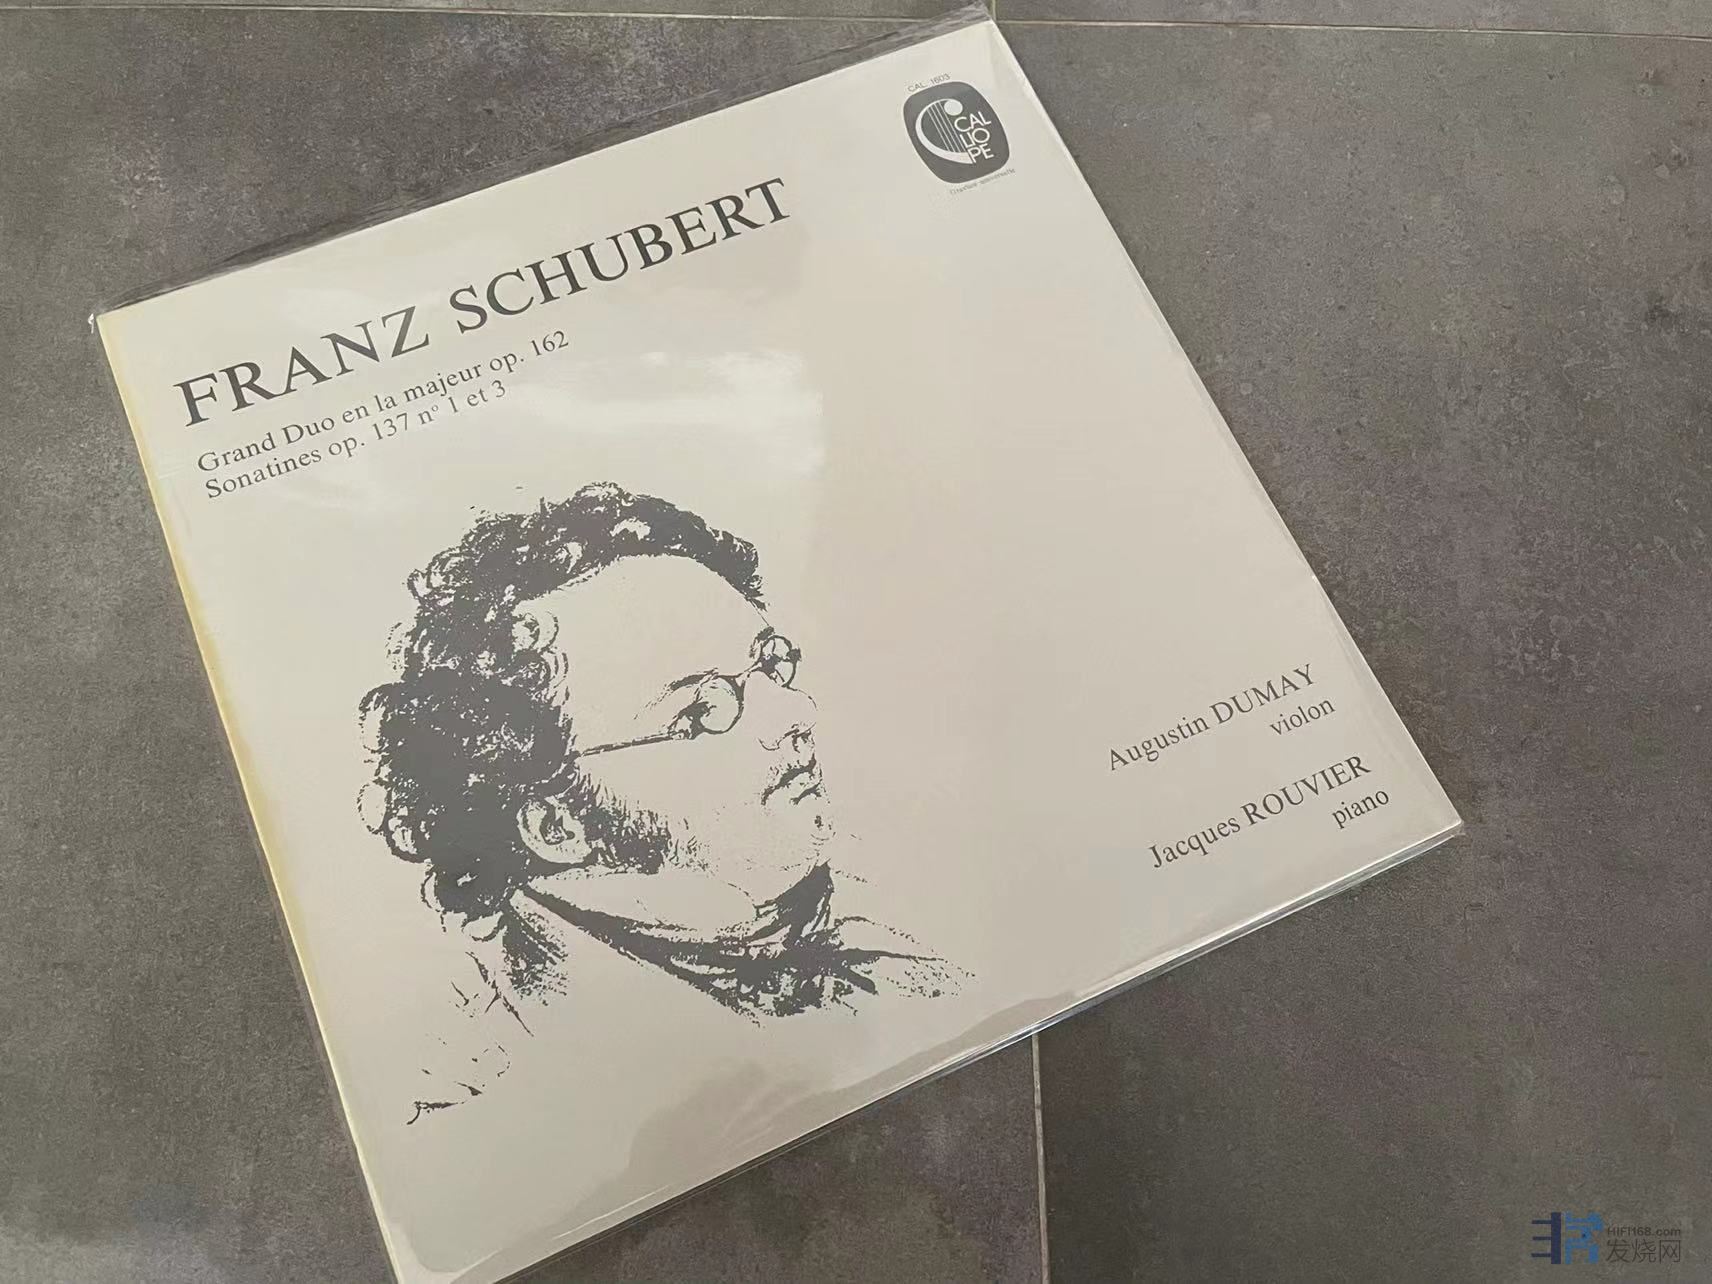 CAL. 1603
CAL
LIO
PE
FRANZ SCHUBERT
Grand Duo en la majeur op. 162
Sonatines op. 137 nº 1 et 3
Augustin DUMAY
violon
Jacques ROUVIER
piano
HIFI168.com
发烧网